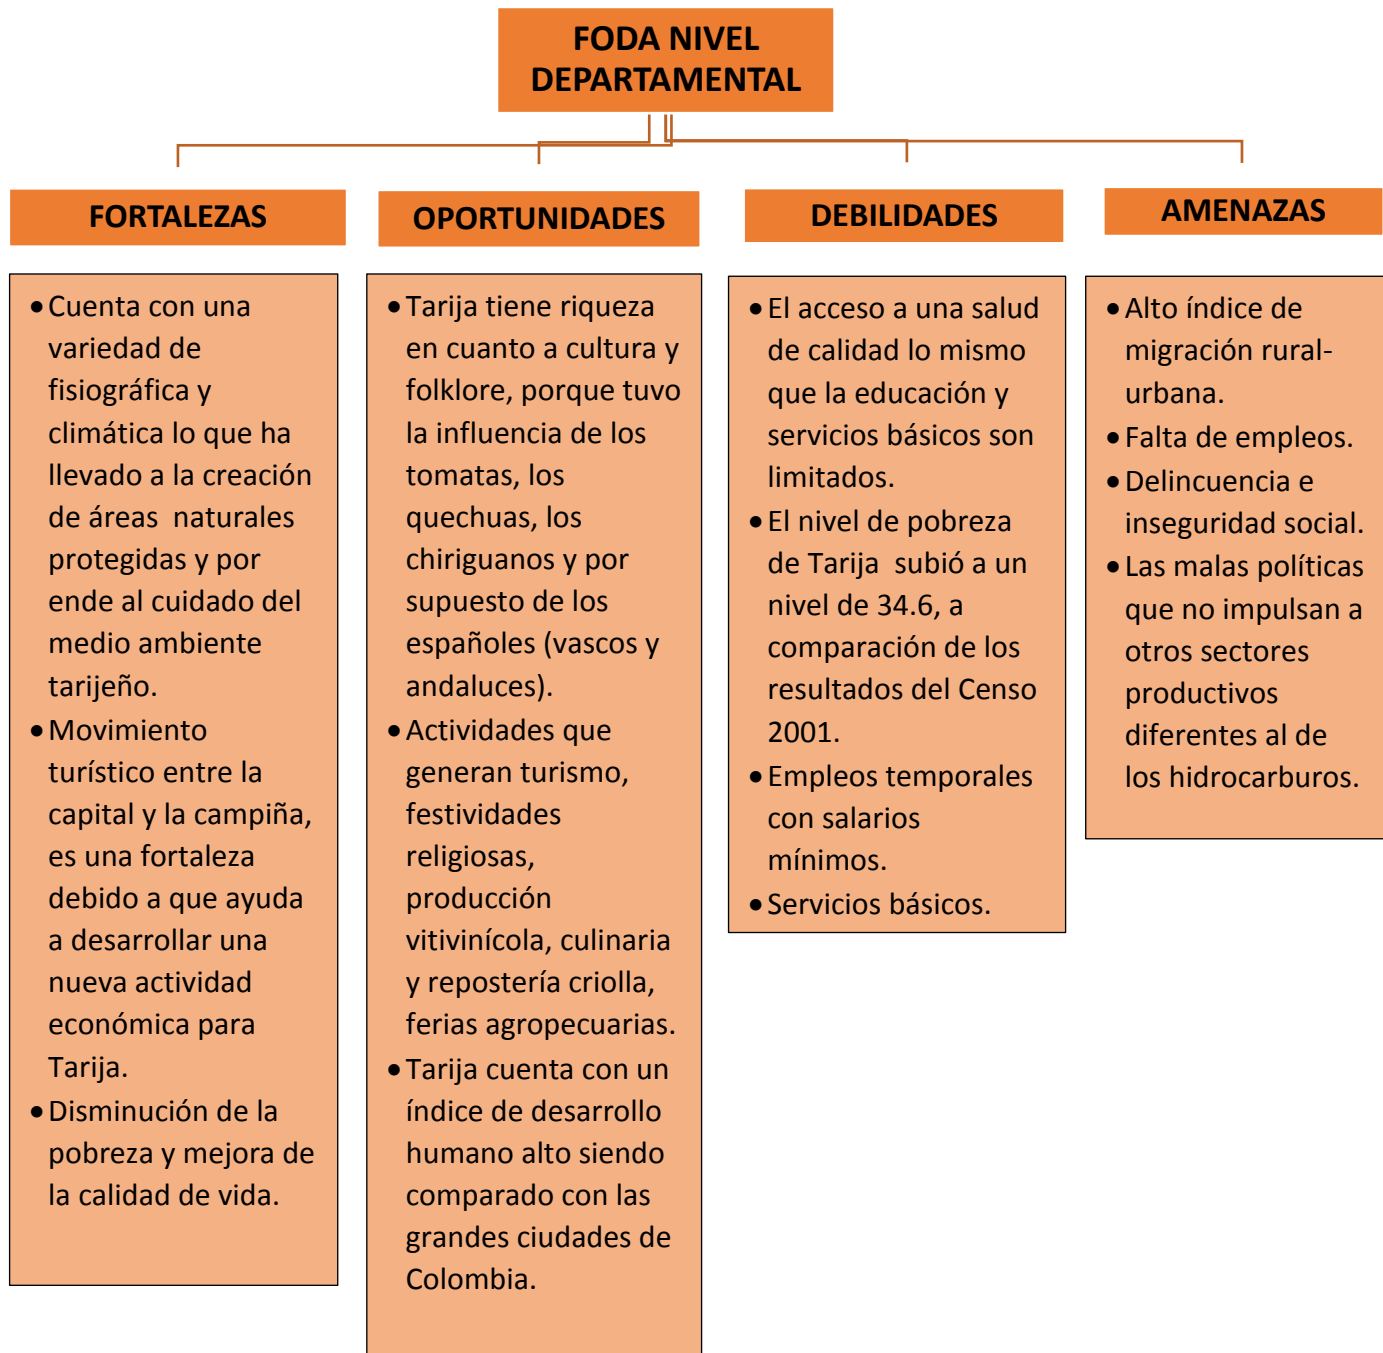 FODA NIVEL
DEPARTAMENTAL
FORTALEZAS
• Cuenta con una
variedad de
fisiográfica y
climática lo que ha
llevado a la creación
de áreas  naturales
protegidas y por
ende al cuidado del
medio ambiente
tarijeño.
• Movimiento
turístico entre la
capital y la campiña,
es una fortaleza
debido a que ayuda
a desarrollar una
nueva actividad
económica para
Tarija.
• Disminución de la
pobreza y mejora de
la calidad de vida.
OPORTUNIDADES
• Tarija tiene riqueza
en cuanto a cultura y
folklore, porque tuvo
la influencia de los
tomatas, los
quechuas, los
chiriguanos y por
supuesto de los
españoles (vascos y
andaluces).
• Actividades que
generan turismo,
festividades
religiosas,
producción
vitivinícola, culinaria
y repostería criolla,
ferias agropecuarias.
• Tarija cuenta con un
índice de desarrollo
humano alto siendo
comparado con las
grandes ciudades de
Colombia.
DEBILIDADES
• El acceso a una salud
de calidad lo mismo
que la educación y
servicios básicos son
limitados.
• El nivel de pobreza
de Tarija  subió a un
nivel de 34.6, a
comparación de los
resultados del Censo
2001.
• Empleos temporales
con salarios
mínimos.
• Servicios básicos.
AMENAZAS
• Alto índice de
migración rural-
urbana.
• Falta de empleos.
• Delincuencia e
inseguridad social.
• Las malas políticas
que no impulsan a
otros sectores
productivos
diferentes al de
los hidrocarburos.